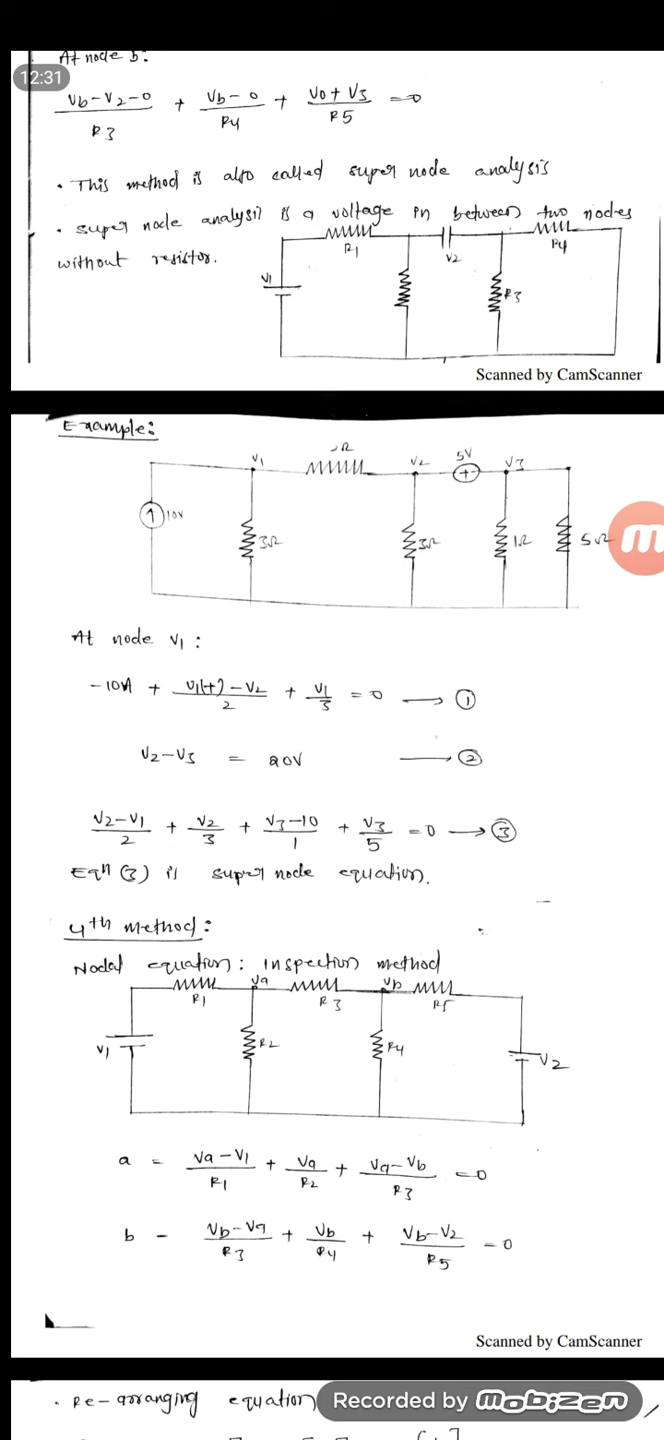 At node b:
12:31
Vb-V2-0/R3 + Vb-0/R4 + V0+V3/R5 =0
• This method is also called super node analysis
• super node analysis is a voltage in between two nodes
without resistor.
R1
V2
R4
V1
R3
Scanned by CamScanner
Example:
V1
V2
5V
V3
10V
3Ω
3Ω
1Ω
5Ω
At node V1:
-10A + V1(+)-V2/2 + V1/3 = 0 → ①
V2-V3 = 20V → ②
V2-V1/2 + V2/3 + V3-10/1 + V3/5 =0 → ③
Eqn (3) is super node equation.
4th method:
Nodal equation: inspection method
R1
Va
R3
Vb
R5
V1
R2
R4
V2
a = Va-V1/R1 + Va/R2 + Va-Vb/R3 =0
b - Vb-Va/R3 + Vb/R4 + Vb-V2/R5 =0
Scanned by CamScanner
• Re-arranging equation
Recorded by mobizen